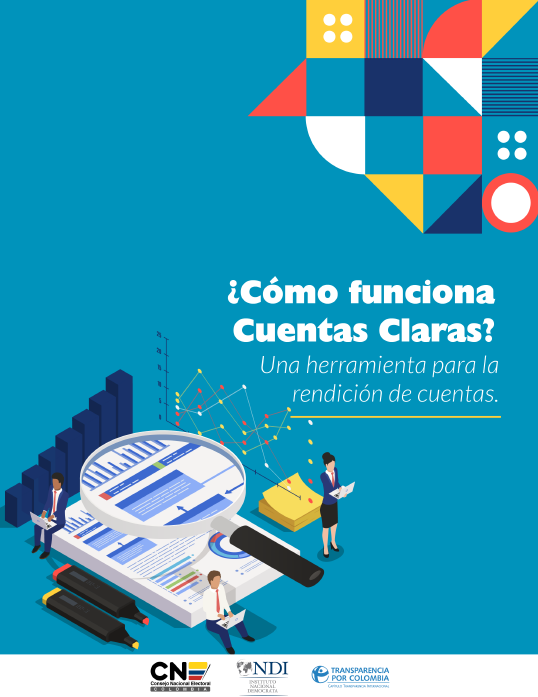 ¿Cómo funciona
Cuentas Claras?
Una herramienta para la
rendición de cuentas.
CNE
Consejo Nacional Electoral
COLOMBIA
NDI
INSTITUTO
NACIONAL
DEMÓCRATA
TRANSPARENCIA
POR COLOMBIA
CAPÍTULO TRANSPARENCIA INTERNACIONAL